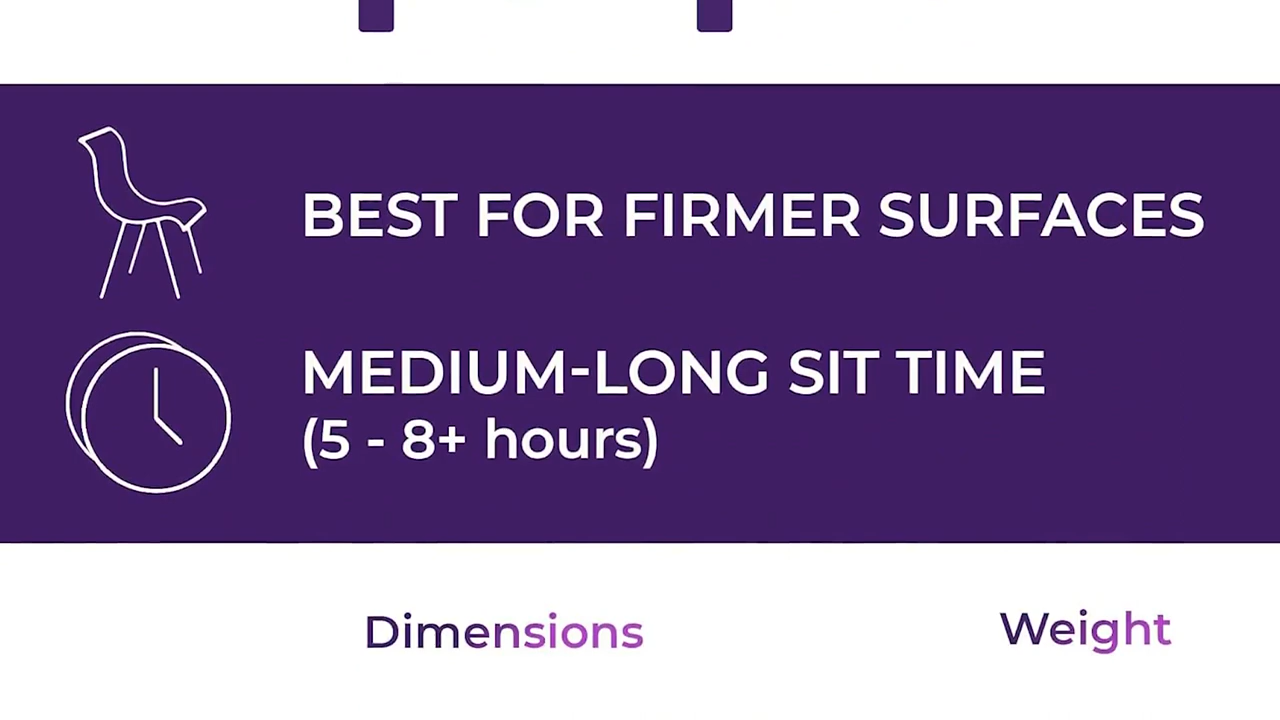 BEST FOR FIRMER SURFACES
MEDIUM-LONG SIT TIME
(5 - 8+ hours)
Dimensions
Weight